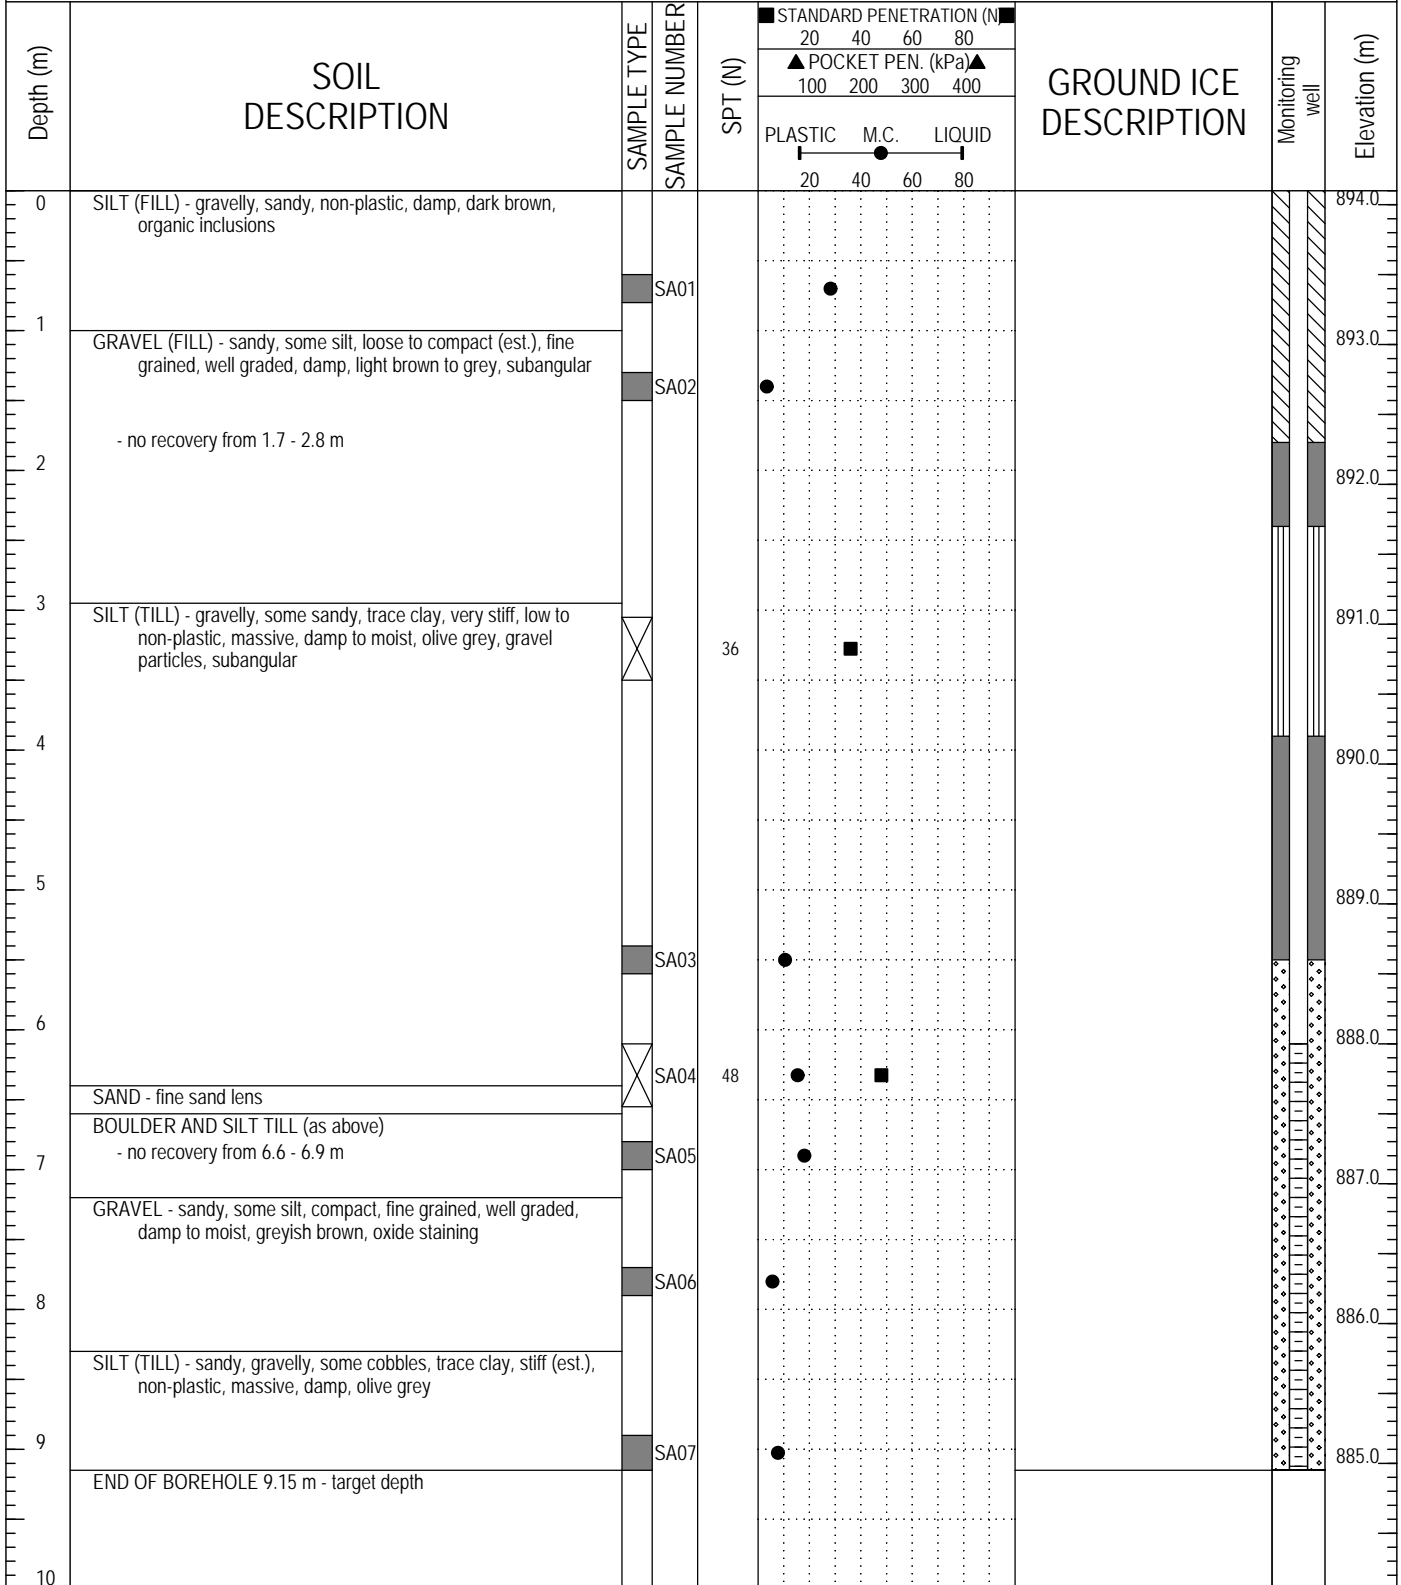 Depth (m)
SOIL
DESCRIPTION
SAMPLE TYPE
SAMPLE NUMBER
SPT (N)
STANDARD PENETRATION (N)
20 40 60 80
POCKET PEN. (kPa)
100 200 300 400
PLASTIC M.C. LIQUID
20 40 60 80
GROUND ICE
DESCRIPTION
Monitoring
well
Elevation (m)
0
SILT (FILL) - gravelly, sandy, non-plastic, damp, dark brown,
organic inclusions
894.0
SA01
1
GRAVEL (FILL) - sandy, some silt, loose to compact (est.), fine
grained, well graded, damp, light brown to grey, subangular
893.0
SA02
- no recovery from 1.7 - 2.8 m
2
892.0
3
SILT (TILL) - gravelly, some sandy, trace clay, very stiff, low to
non-plastic, massive, damp to moist, olive grey, gravel
particles, subangular
891.0
36
4
890.0
5
889.0
SA03
6
888.0
SA04
48
SAND - fine sand lens
BOULDER AND SILT TILL (as above)
- no recovery from 6.6 - 6.9 m
SA05
7
887.0
GRAVEL - sandy, some silt, compact, fine grained, well graded,
damp to moist, greyish brown, oxide staining
SA06
8
886.0
SILT (TILL) - sandy, gravelly, some cobbles, trace clay, stiff (est.),
non-plastic, massive, damp, olive grey
9
SA07
885.0
END OF BOREHOLE 9.15 m - target depth
10